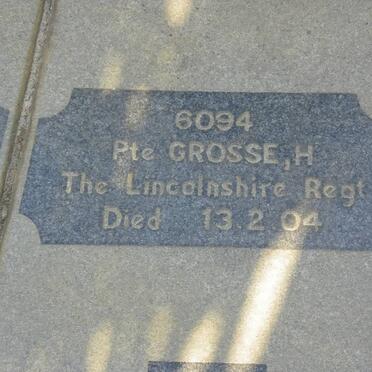 6094
Pte GROSSE, H
The Lincolnshire Regt
Died 13.2 04